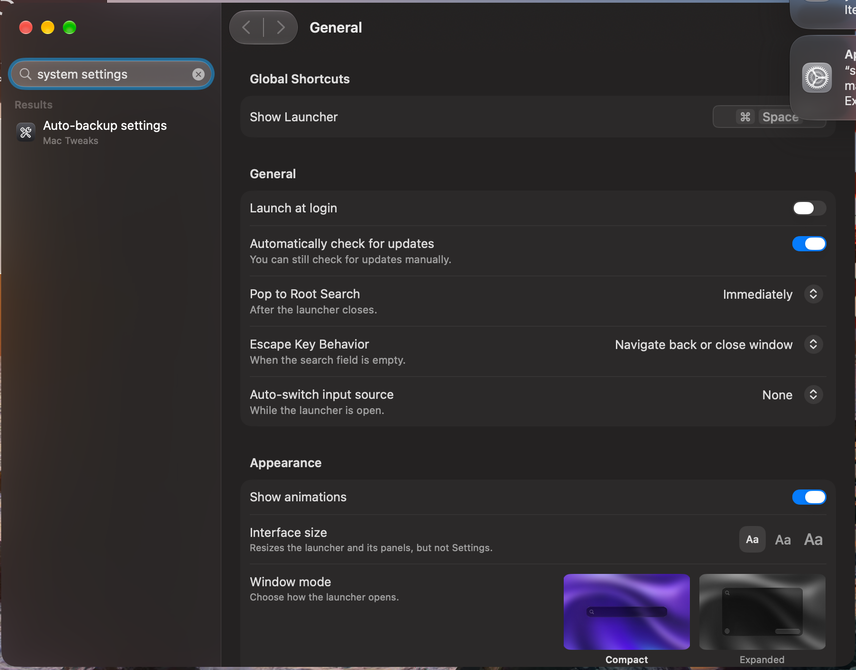 General
system settings
Results
Auto-backup settings
Mac Tweaks
Global Shortcuts
Show Launcher
⌘ Space
General
Launch at login
Automatically check for updates
You can still check for updates manually.
Pop to Root Search
Immediately
After the launcher closes.
Escape Key Behavior
Navigate back or close window
When the search field is empty.
Auto-switch input source
None
While the launcher is open.
Appearance
Show animations
Interface size
Aa Aa Aa
Resizes the launcher and its panels, but not Settings.
Window mode
Choose how the launcher opens.
Compact
Expanded